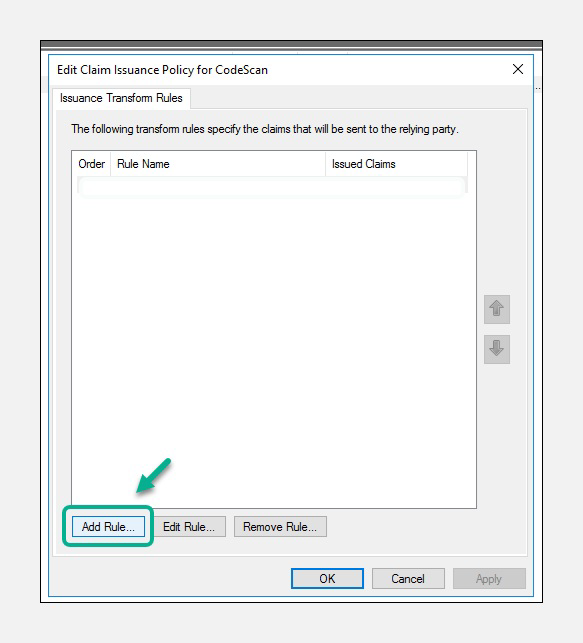 Edit Claim Issuance Policy for CodeScan
Issuance Transform Rules
The following transform rules specify the claims that will be sent to the relying party.
Order Rule Name Issued Claims
Add Rule... Edit Rule... Remove Rule...
OK Cancel Apply